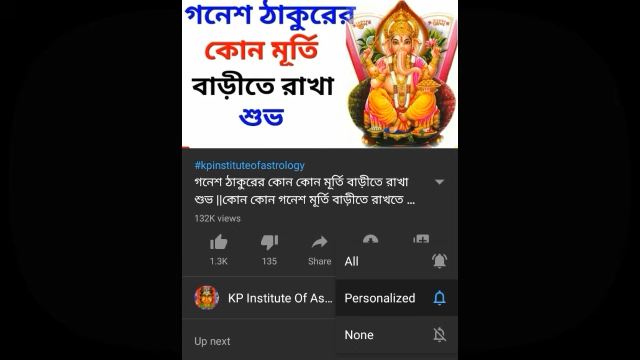 গনেশ ঠাকুরের
কোন মূর্তি
বাড়ীতে রাখা
শুভ
#kpinstituteofastrology
গনেশ ঠাকুরের কোন কোন মূর্তি বাড়ীতে রাখা
শুভ ||কোন কোন গনেশ মূর্তি বাড়ীতে রাখতে ...
132K views
1.3K
135
Share
All
KP Institute Of As...
Personalized
None
Up next